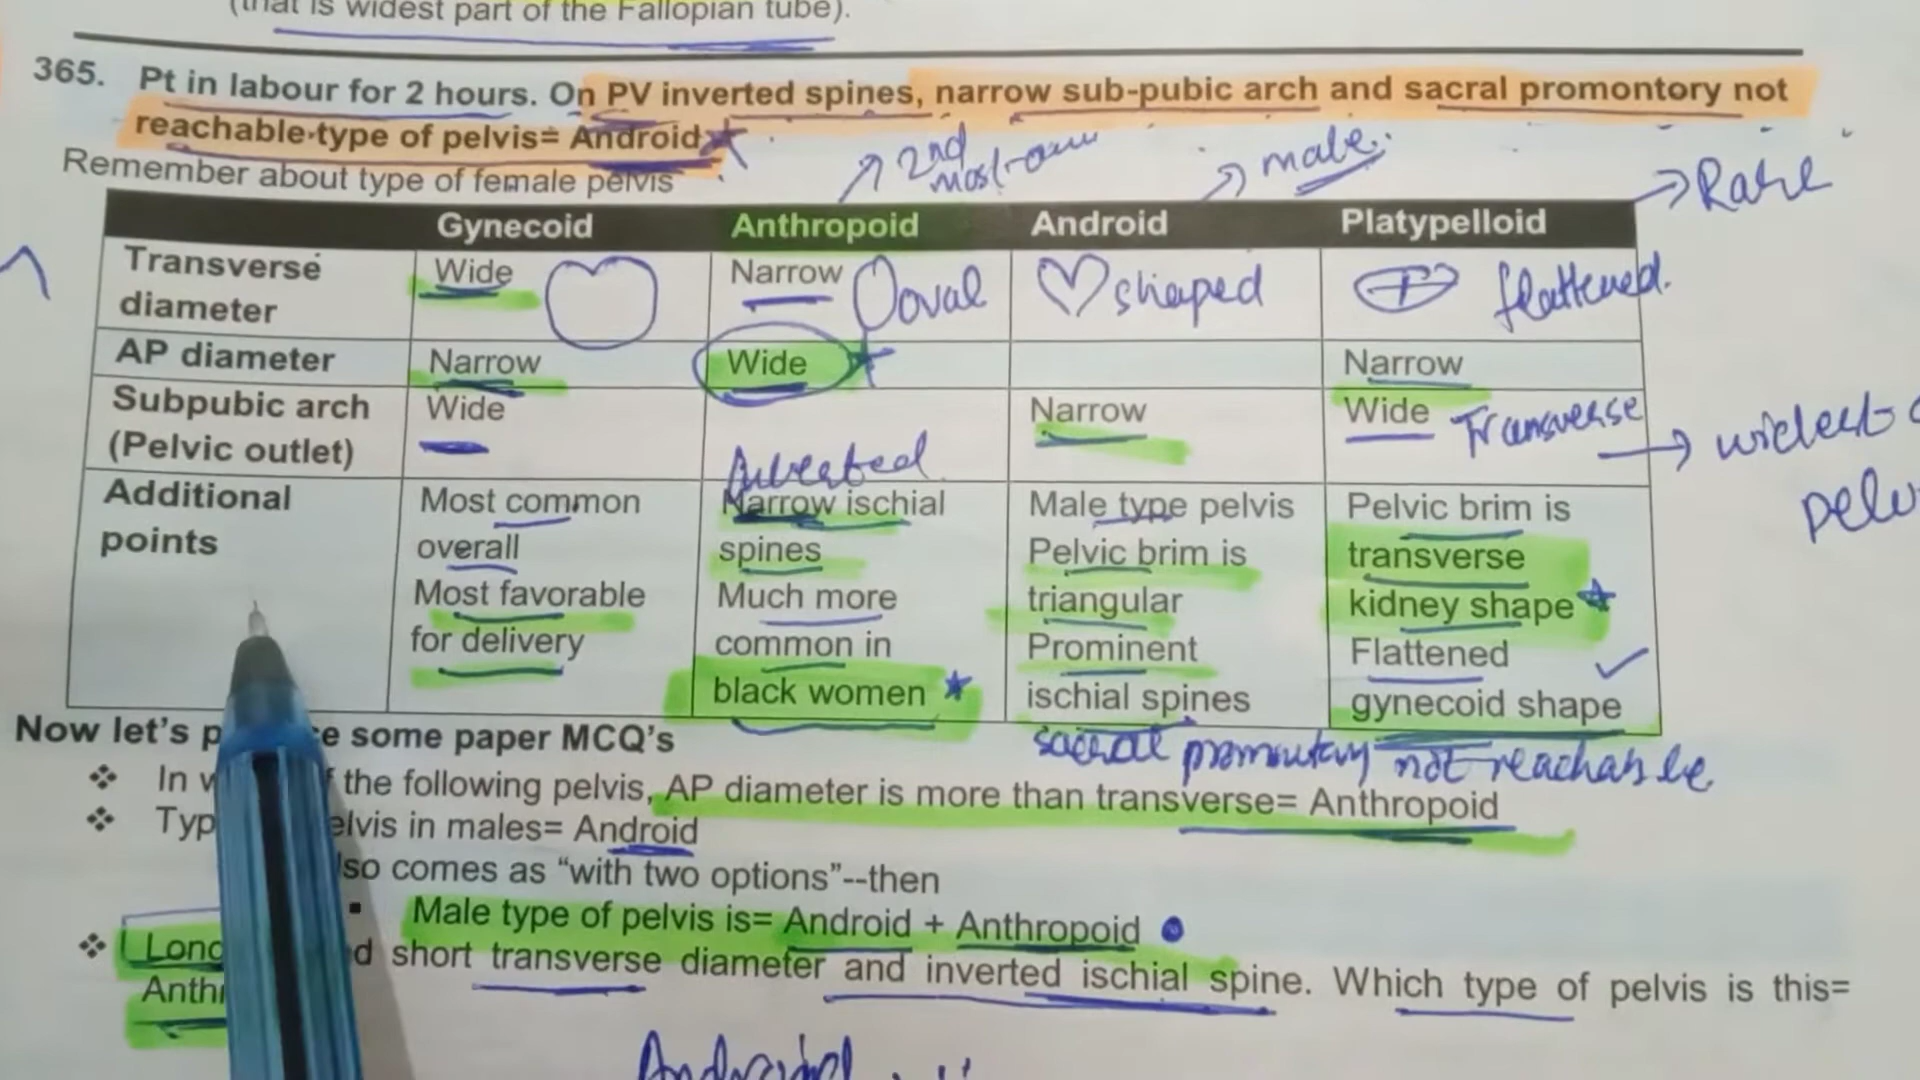 (that is widest part of the Fallopian tube).
365. Pt in labour for 2 hours. On PV inverted spines, narrow sub-pubic arch and sacral promontory not
reachable-type of pelvis= Android
Remember about type of female pelvis
2nd
most
male.
Rare
Gynecoid Anthropoid Android Platypelloid
Transverse diameter
Wide
Narrow
oval
shaped
flattened.
AP diameter
Narrow
Wide
Narrow
Subpubic arch
(Pelvic outlet)
Wide
Narrow
Wide
Transverse
widest
Additional
points
Most common
overall
Most favorable
for delivery
Narrow ischial
spines
Much more
common in
black women
Male type pelvis
Pelvic brim is
triangular
Prominent
ischial spines
Pelvic brim is
transverse
kidney shape
Flattened
gynecoid shape
sacral promontory not reachable.
Now let's some paper MCQ's
In the following pelvis, AP diameter is more than transverse= Anthropoid
in males= Android
comes as "with two options"--then
Male type of pelvis is= Android + Anthropoid
short transverse diameter and inverted ischial spine. Which type of pelvis is this=
Android